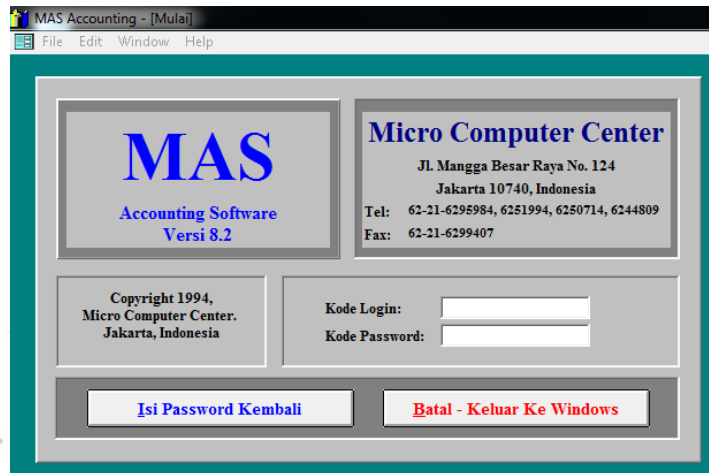 MAS Accounting - [Mulai]
File Edit Window Help
MAS
Accounting Software
Versi 8.2
Micro Computer Center
Jl. Mangga Besar Raya No. 124
Jakarta 10740, Indonesia
Tel: 62-21-6295984, 6251994, 6250714, 6244809
Fax: 62-21-6299407
Copyright 1994,
Micro Computer Center.
Jakarta, Indonesia
Kode Login:
Kode Password:
Isi Password Kembali
Batal - Keluar Ke Windows